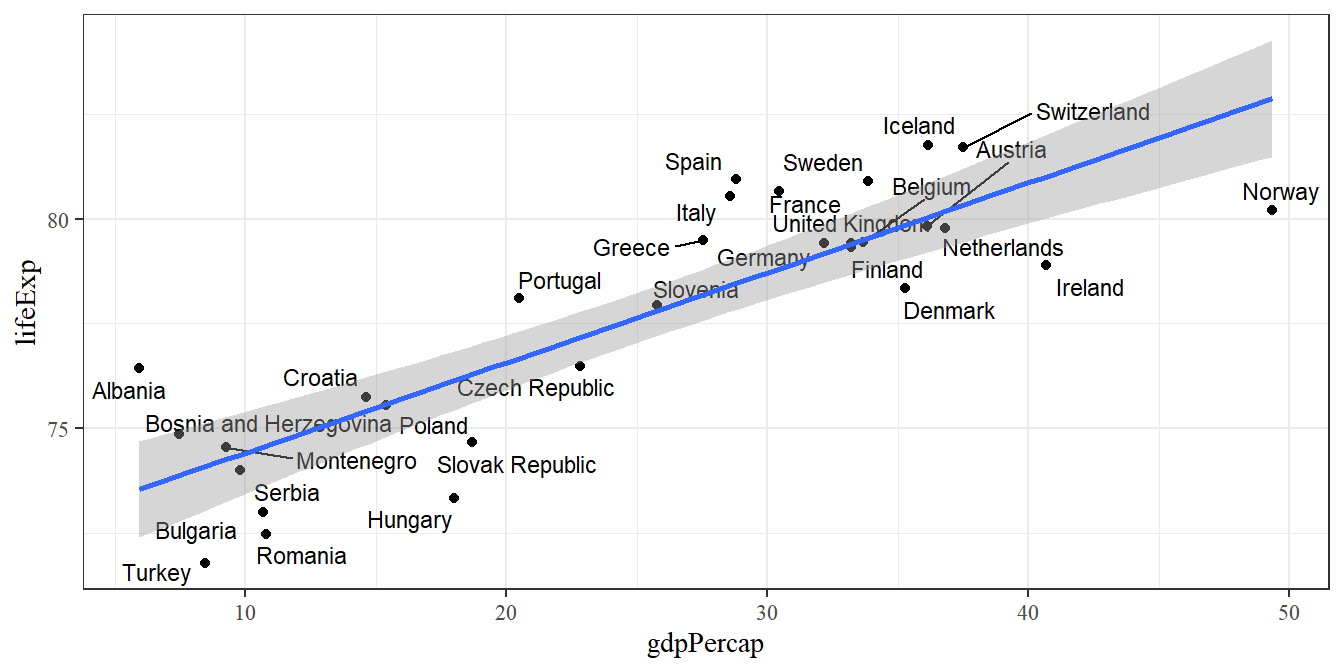 Switzerland
Iceland
Austria
Spain
Sweden
Belgium
Norway
France
Italy
United Kingdom
80
Greece
Netherlands
Germany
Finland
Portugal
Slovenia
Ireland
Denmark
lifeExp
Croatia
Czech Republic
Albania
Bosnia and Herzegovina
Poland
75
Montenegro
Slovak Republic
Serbia
Hungary
Bulgaria
Romania
Turkey
10
20
30
40
50
gdpPercap